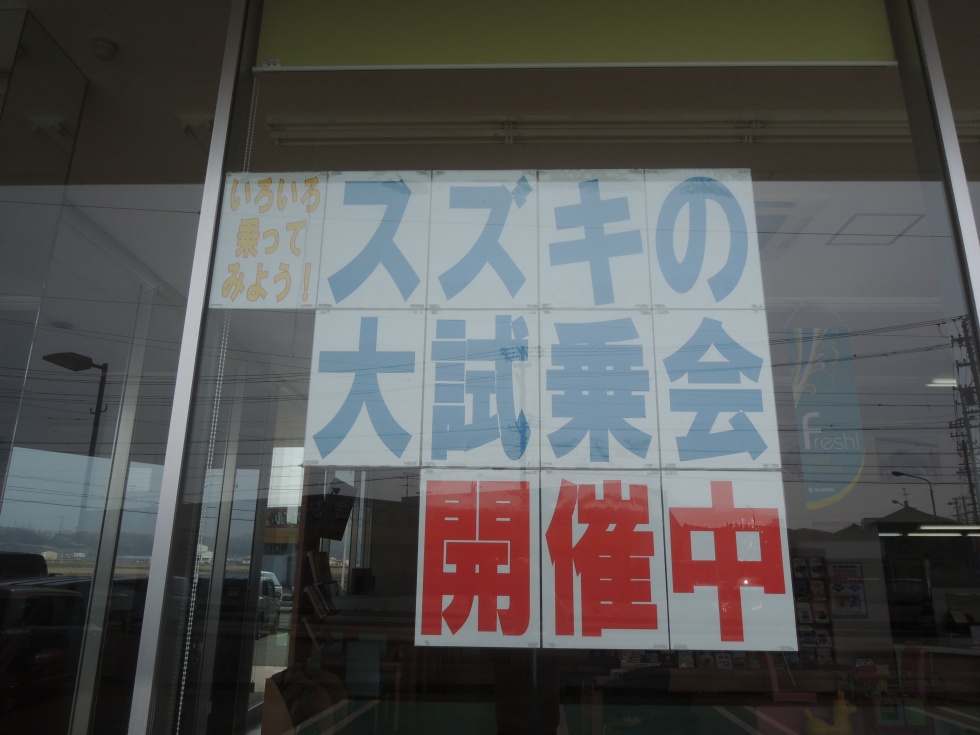 いろいろ
乗って
みよう!
スズキの
大試乗会
開催中
fresh!